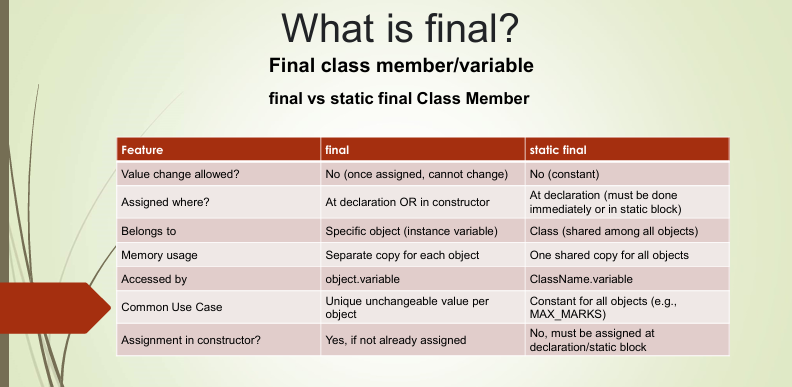 What is final?
Final class member/variable
final vs static final Class Member
Feature final static final
Value change allowed? No (once assigned, cannot change) No (constant)
Assigned where? At declaration OR in constructor At declaration (must be done
immediately or in static block)
Belongs to Specific object (instance variable) Class (shared among all objects)
Memory usage Separate copy for each object One shared copy for all objects
Accessed by object.variable ClassName.variable
Common Use Case Unique unchangeable value per
object Constant for all objects (e.g.,
MAX_MARKS)
Assignment in constructor? Yes, if not already assigned No, must be assigned at
declaration/static block